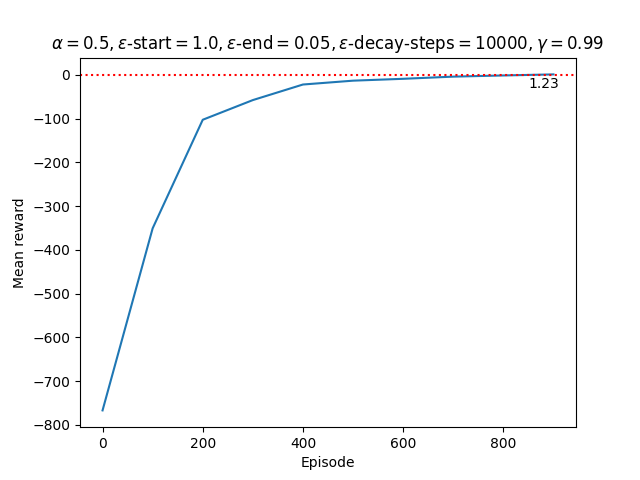 α = 0.5, ε-start = 1.0, ε-end = 0.05, ε-decay-steps = 10000, γ = 0.99
0
−100
−200
−300
−400
−500
−600
−700
−800
Mean reward
1.23
0 200 400 600 800
Episode